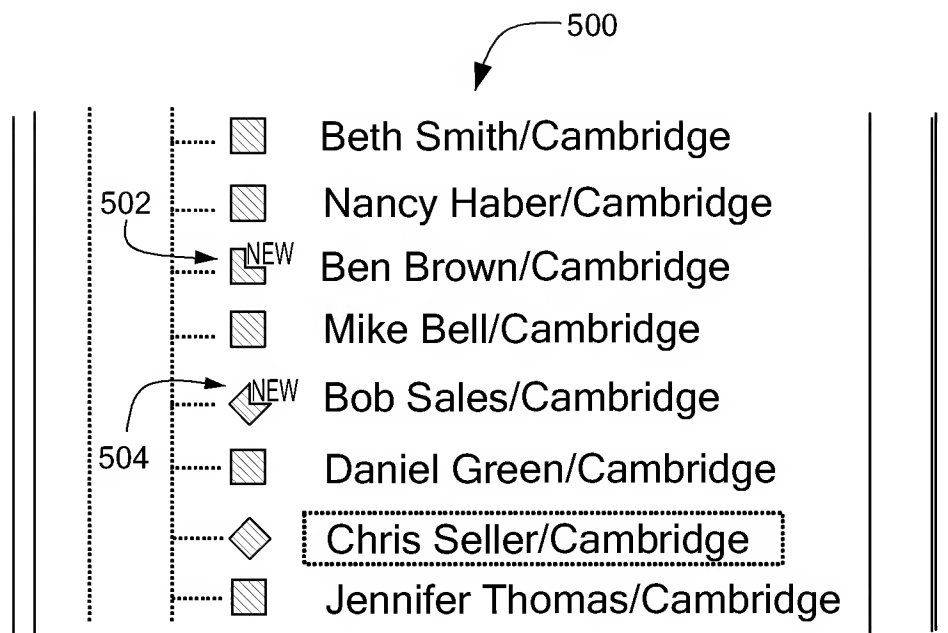 500
Beth Smith/Cambridge
502 Nancy Haber/Cambridge
NEW Ben Brown/Cambridge
Mike Bell/Cambridge
NEW Bob Sales/Cambridge
504 Daniel Green/Cambridge
Chris Seller/Cambridge
Jennifer Thomas/Cambridge